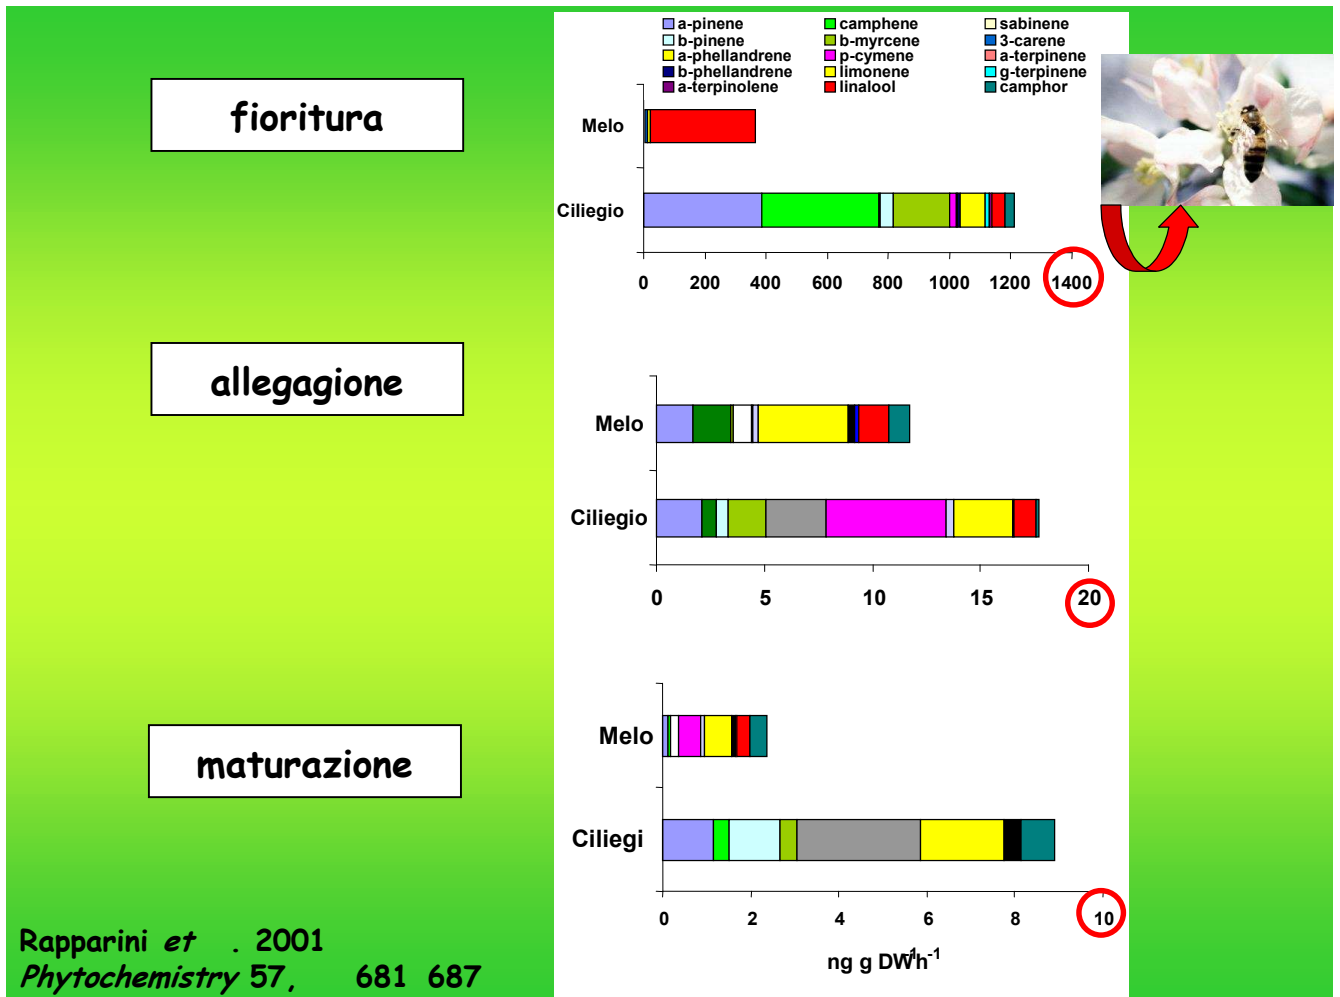 a-pinene camphene sabinene
b-pinene b-myrcene 3-carene
a-phellandrene p-cymene a-terpinene
b-phellandrene limonene g-terpinene
a-terpinolene linalool camphor
fioritura
Melo
Ciliegio
0 200 400 600 800 1000 1200 1400
allegagione
Melo
Ciliegio
0 5 10 15 20
maturazione
Melo
Ciliegi
0 2 4 6 8 10
ng g DW-1h-1
Rapparini et . 2001
Phytochemistry 57, 681 687